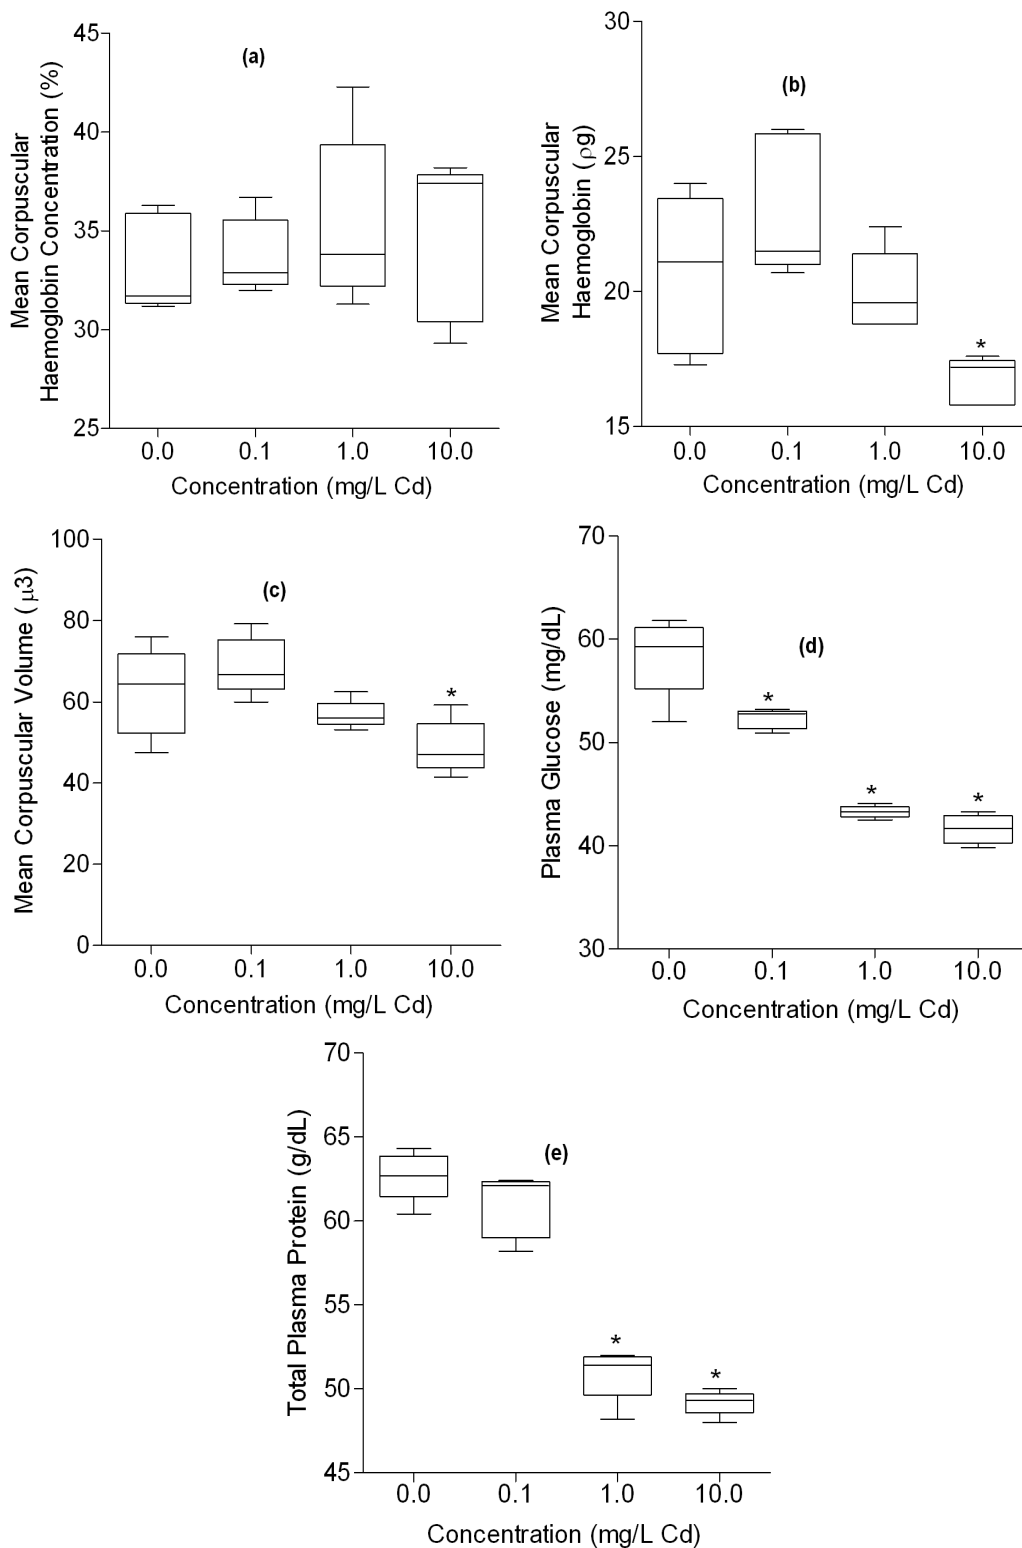 (a)
Mean Corpuscular
Haemoglobin Concentration (%)
45
40
35
30
25
0.0 0.1 1.0 10.0
Concentration (mg/L Cd)
(b)
Mean Corpuscular
Haemoglobin (ρg)
30
25
20
15
*
0.0 0.1 1.0 10.0
Concentration (mg/L Cd)
(c)
Mean Corpuscular Volume (μ3)
100
80
60
40
20
0
*
0.0 0.1 1.0 10.0
Concentration (mg/L Cd)
(d)
Plasma Glucose (mg/dL)
70
60
50
40
30
*
*
*
0.0 0.1 1.0 10.0
Concentration (mg/L Cd)
(e)
Total Plasma Protein (g/dL)
70
65
60
55
50
45
*
*
0.0 0.1 1.0 10.0
Concentration (mg/L Cd)